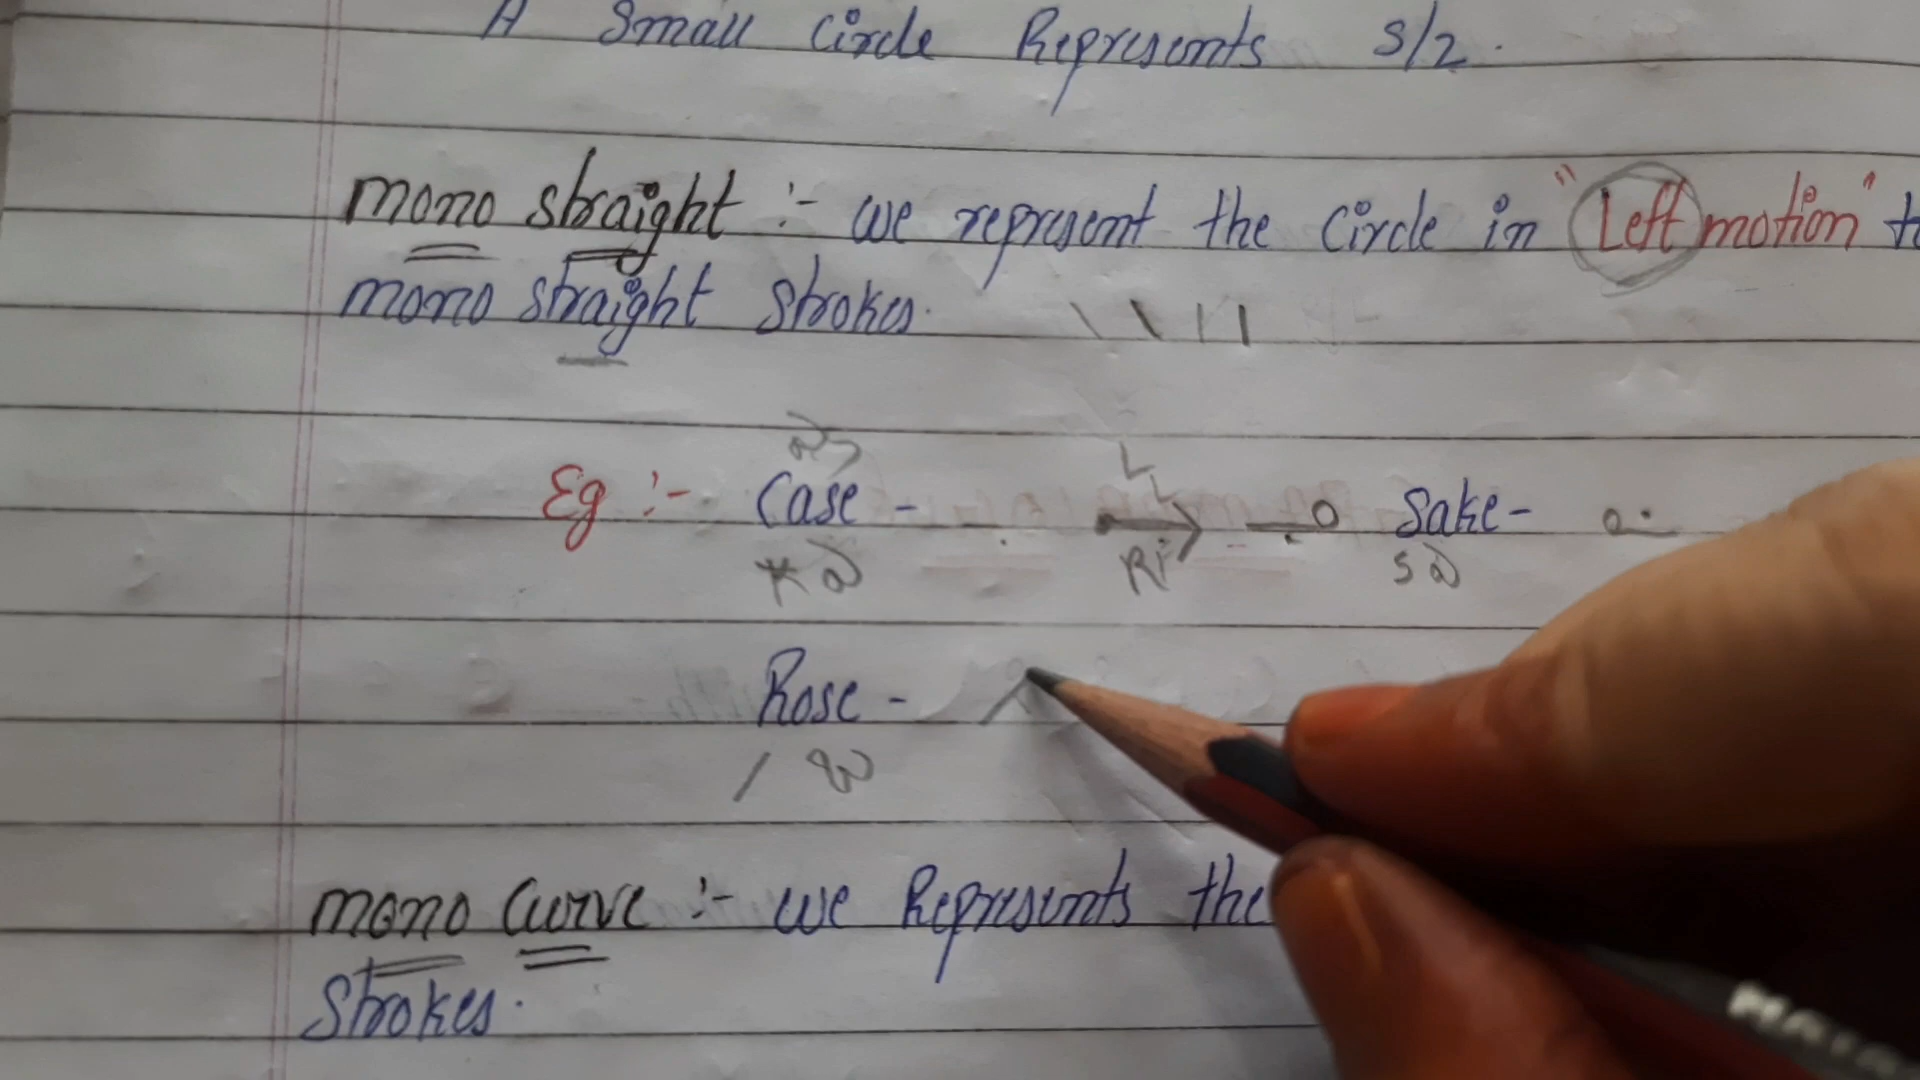 A Small Circle Represents S/Z.
mono straight :- we represent the circle in "Left motion" to
mono straight strokes.
Eg :- Case - Sake -
Rose -
mono Curve :- we Represents the
Strokes.